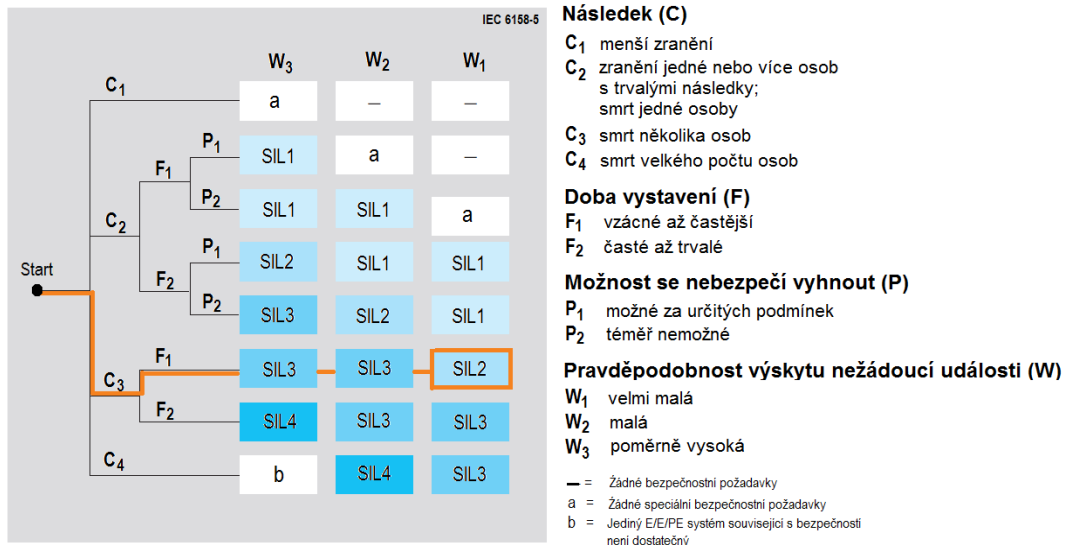 IEC 6158-5
W3 W2 W1
C1 a – –
P1 SIL1 a –
F1
P2 SIL1 SIL1 a
C2
P1 SIL2 SIL1 SIL1
F2
P2 SIL3 SIL2 SIL1
Start
F1 SIL3 SIL3 SIL2
C3
F2 SIL4 SIL3 SIL3
C4 b SIL4 SIL3
Následek (C)
C1 menší zranění
C2 zranění jedné nebo více osob
s trvalými následky;
smrt jedné osoby
C3 smrt několika osob
C4 smrt velkého počtu osob
Doba vystavení (F)
F1 vzácné až častější
F2 časté až trvalé
Možnost se nebezpečí vyhnout (P)
P1 možné za určitých podmínek
P2 téměř nemožné
Pravděpodobnost výskytu nežádoucí události (W)
W1 velmi malá
W2 malá
W3 poměrně vysoká
– = Žádné bezpečnostní požadavky
a = Žádné speciální bezpečnostní požadavky
b = Jediný E/E/PE systém související s bezpečností
není dostatečný